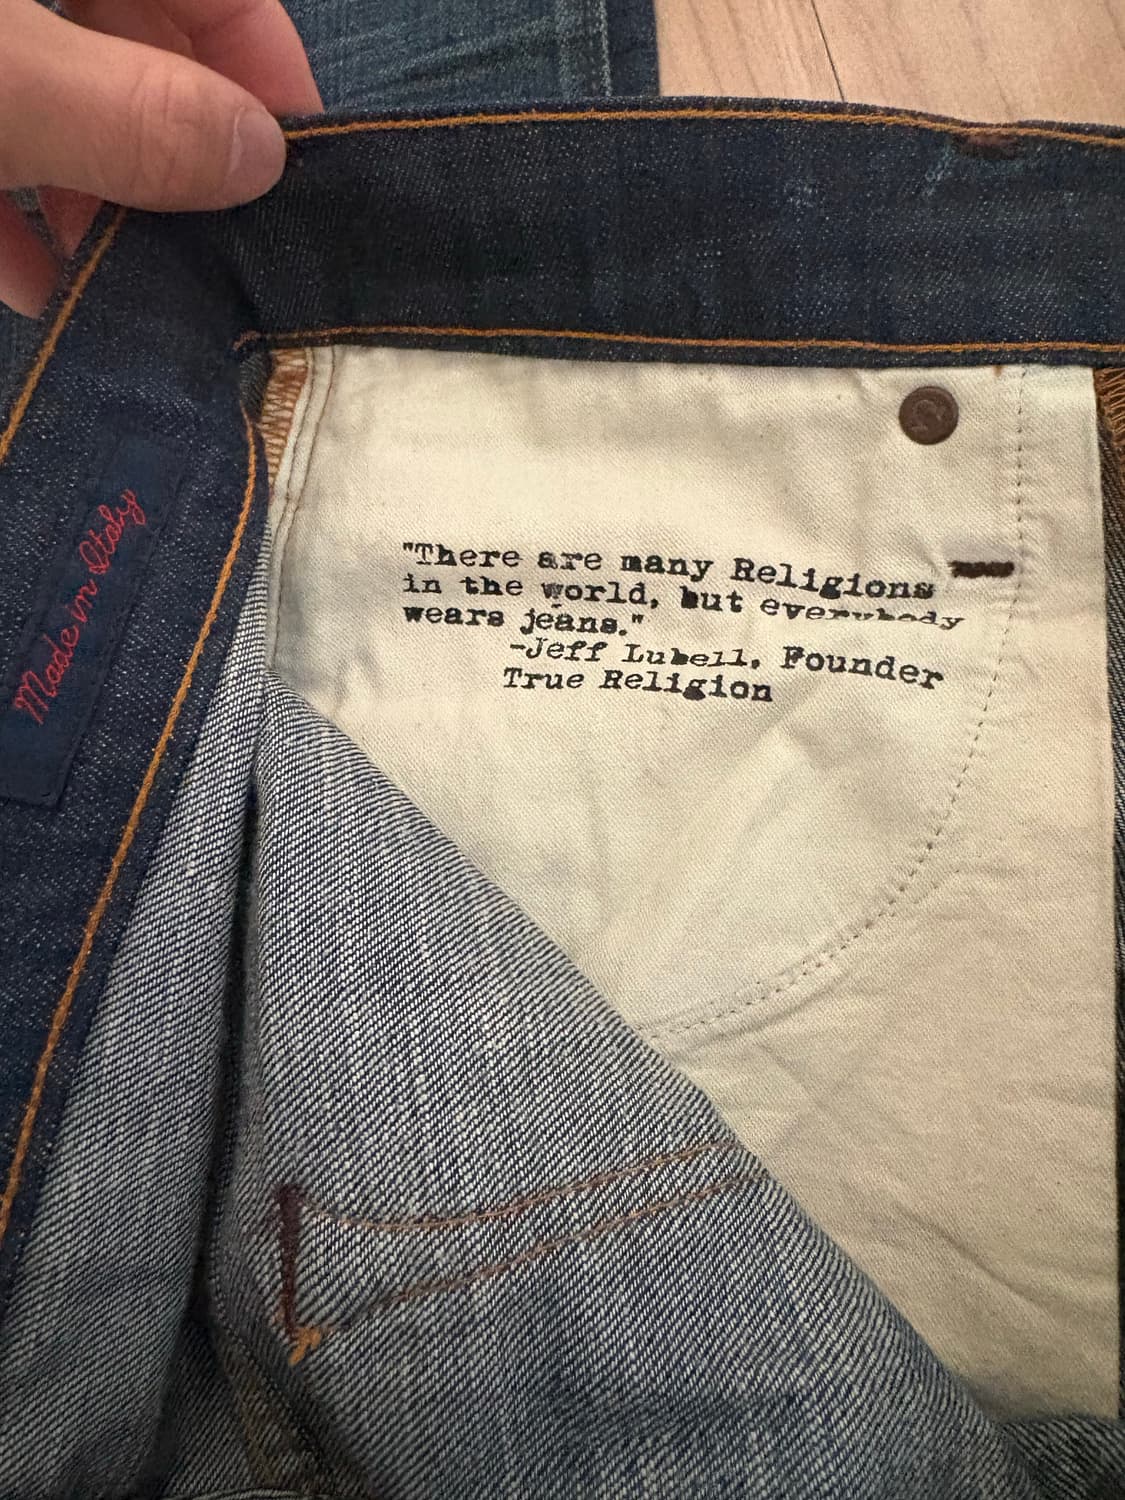 "There are many Religions
in the world, but everybody
wears jeans."
-Jeff Lubell, Founder
True Religion
Made in Italy